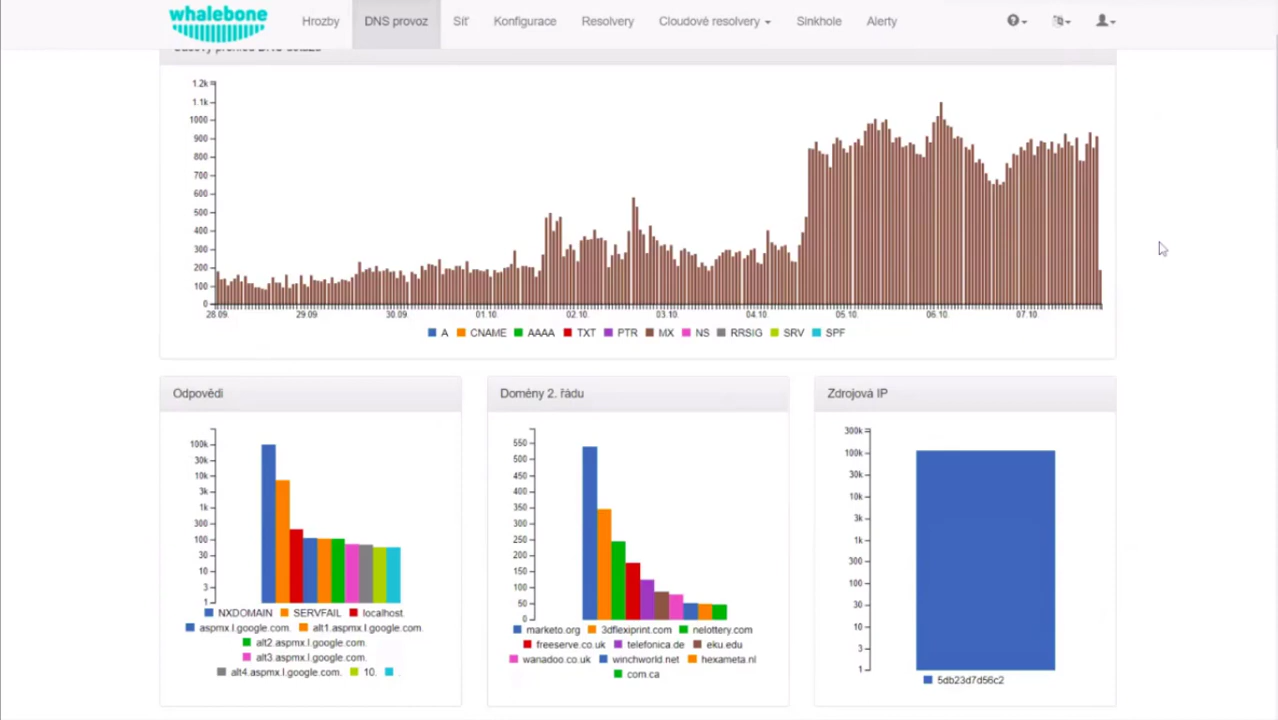 whalebone Hrozby DNS provoz Síť Konfigurace Resolvery Cloudové resolvery Sinkhole Alerty
Časový přehled DNS dotazů
1.2k
1.1k
1000
900
800
700
600
500
400
300
200
100
0
28.09. 29.09. 30.09. 01.10. 02.10. 03.10. 04.10. 05.10. 06.10. 07.10.
A CNAME AAAA TXT PTR MX NS RRSIG SRV SPF
Odpovědi
100k
30k
10k
3k
1k
300
100
30
10
3
1
NXDOMAIN SERVFAIL localhost.
aspmx.l.google.com. alt1.aspmx.l.google.com.
alt2.aspmx.l.google.com.
alt3.aspmx.l.google.com.
alt4.aspmx.l.google.com. 10. .
Domény 2. řádu
550
500
450
400
350
300
250
200
150
100
50
0
marketo.org 3dflexiprint.com nelottery.com
freeserve.co.uk telefonica.de eku.edu
wanadoo.co.uk winchworld.net hexameta.nl
com.ca
Zdrojová IP
300k
100k
30k
10k
3k
1k
300
100
30
10
3
1
5db23d7d56c2